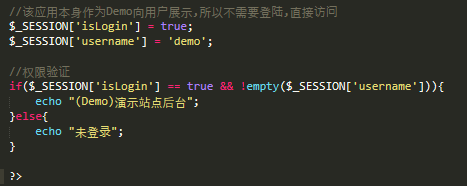 //该应用本身作为Demo向用户展示,所以不需要登陆,直接访问
$_SESSION['isLogin'] = true;
$_SESSION['username'] = 'demo';
//权限验证
if($_SESSION['isLogin'] == true && !empty($_SESSION['username'])){
    echo "(Demo)演示站点后台";
}else{
    echo "未登录";
}
?>